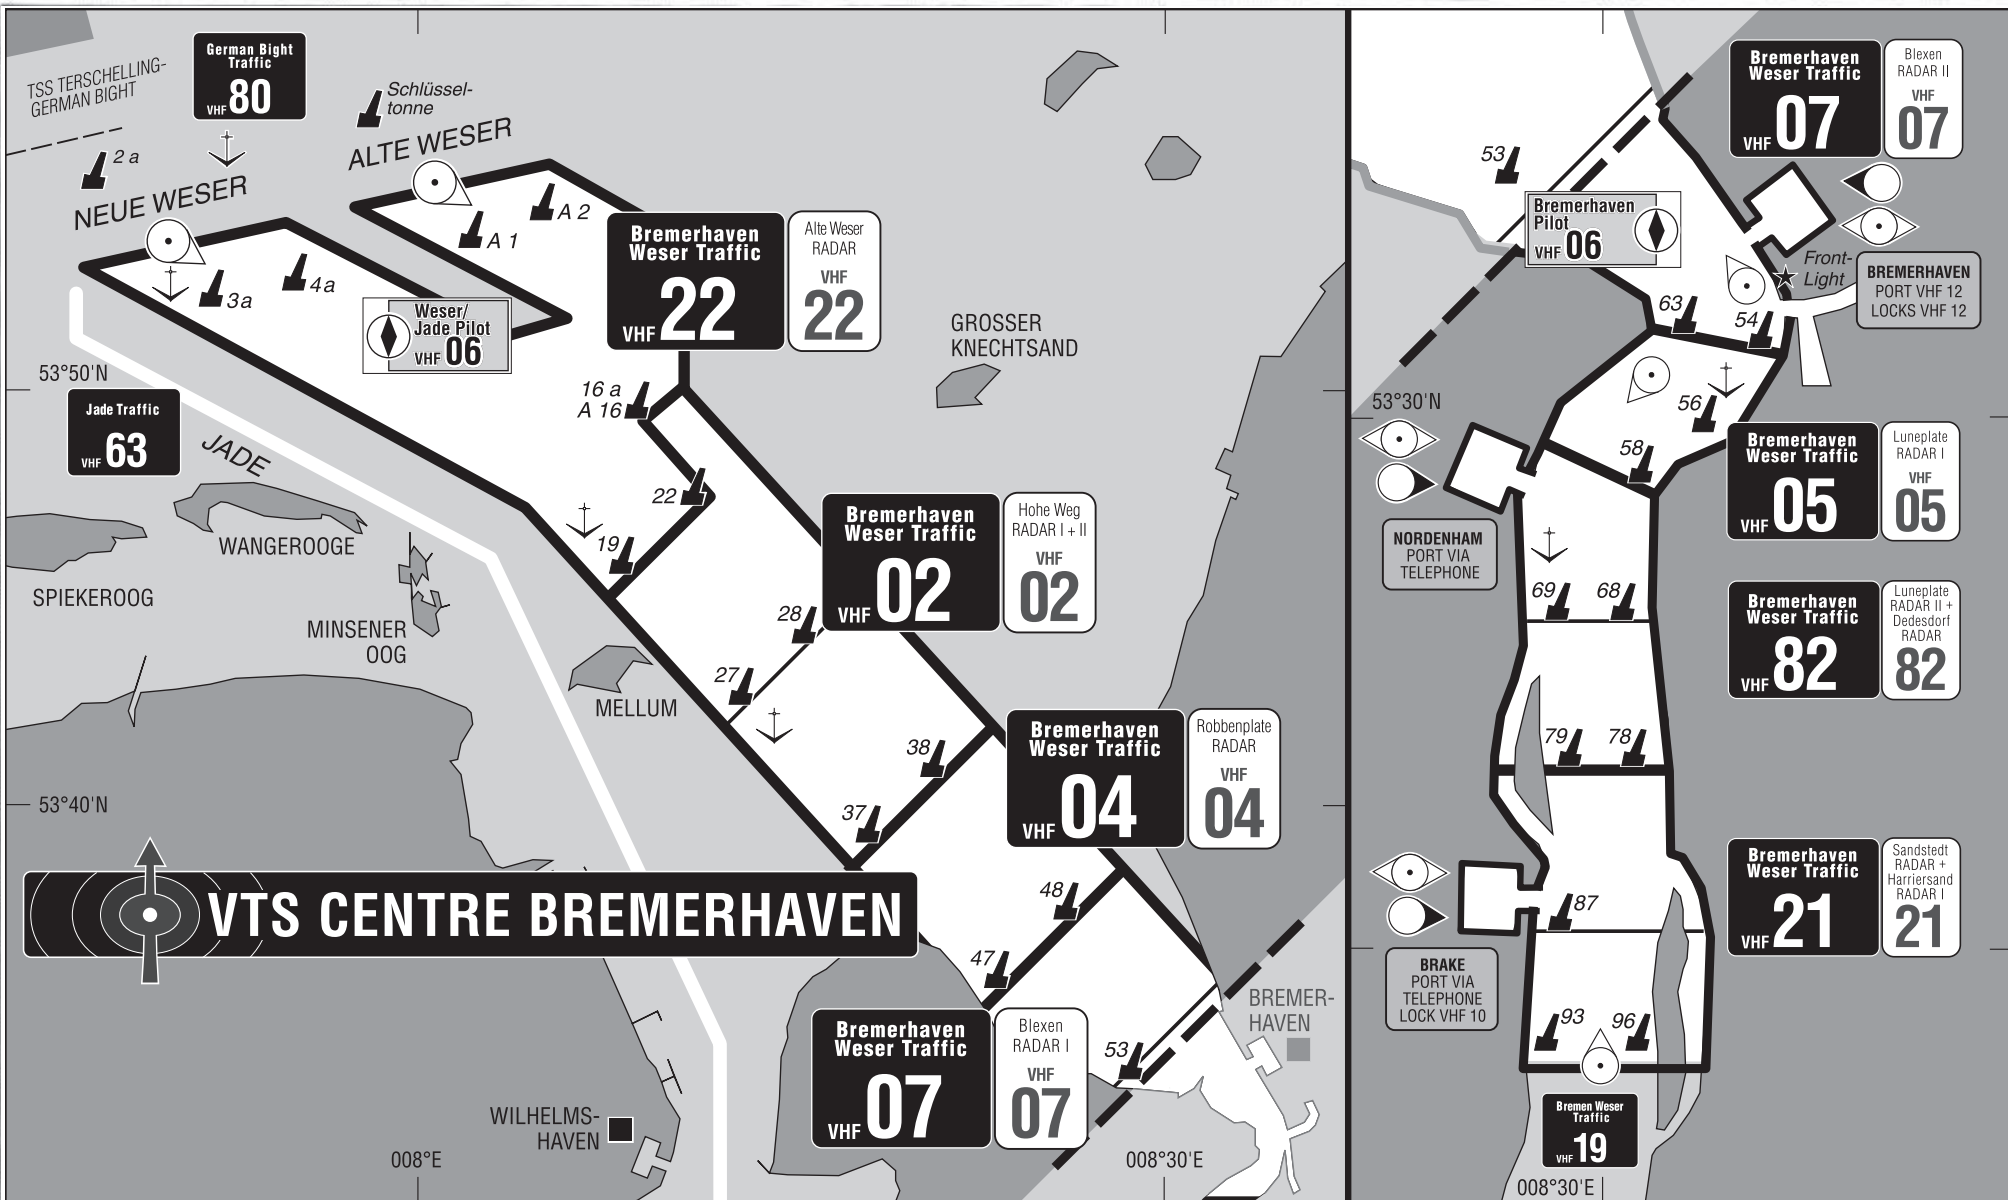 TSS TERSCHELLING-
GERMAN BIGHT
German Bight
Traffic
VHF 80
Schlüssel-
tonne
2 a
ALTE WESER
NEUE WESER
A 2
A 1
3a
4a
Weser/
Jade Pilot
VHF 06
Bremerhaven
Weser Traffic
VHF 22
Alte Weser
RADAR
VHF
22
53°50'N
Jade Traffic
VHF 63
JADE
16 a
A 16
GROSSER
KNECHTSAND
22
19
WANGEROOGE
SPIEKEROOG
MINSENER
OOG
MELLUM
Bremerhaven
Weser Traffic
VHF 02
Hohe Weg
RADAR I + II
VHF
02
28
27
38
37
Bremerhaven
Weser Traffic
VHF 04
Robbenplate
RADAR
VHF
04
53°40'N
VTS CENTRE BREMERHAVEN
48
47
Bremerhaven
Weser Traffic
VHF 07
Blexen
RADAR I
VHF
07
53
BREMER-
HAVEN
WILHELMS-
HAVEN
008°E
008°30'E
Bremerhaven
Weser Traffic
VHF 07
Blexen
RADAR II
VHF
07
53
Bremerhaven
Pilot
VHF 06
Front-
Light
BREMERHAVEN
PORT VHF 12
LOCKS VHF 12
63
54
53°30'N
56
58
Bremerhaven
Weser Traffic
VHF 05
Luneplate
RADAR I
VHF
05
NORDENHAM
PORT VIA
TELEPHONE
69
68
Bremerhaven
Weser Traffic
VHF 82
Luneplate
RADAR II +
Dedesdorf
RADAR
82
79
78
Bremerhaven
Weser Traffic
VHF 21
Sandstedt
RADAR +
Harriersand
RADAR I
21
87
BRAKE
PORT VIA
TELEPHONE
LOCK VHF 10
93
96
Bremen Weser
Traffic
VHF 19
008°30'E